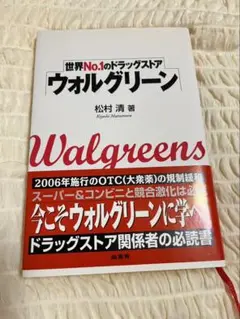 世界No.1のドラッグストア
ウォルグリーン
松村 清 著
Walgreens
2006年施行のOTC(大衆薬)の規制緩和
スーパー&コンビニと競合激化は必
今こそウォルグリーンに学べ
ドラッグストア関係者の必読書